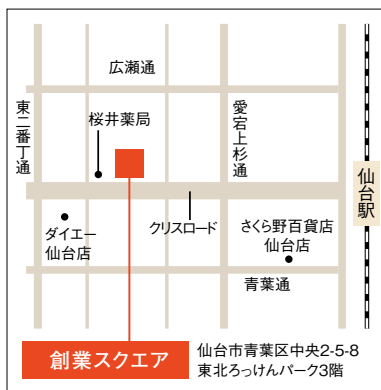 広瀬通
東二番丁通
桜井薬局
愛宕上杉通
仙台駅
クリスロード
ダイエー
仙台店
さくら野百貨店
仙台店
青葉通
創業スクエア
仙台市青葉区中央2-5-8
東北ろっけんパーク3階